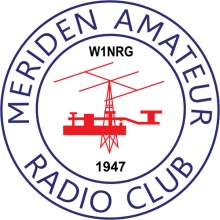 MERIDEN AMATEUR
W1NRG
1947
RADIO CLUB